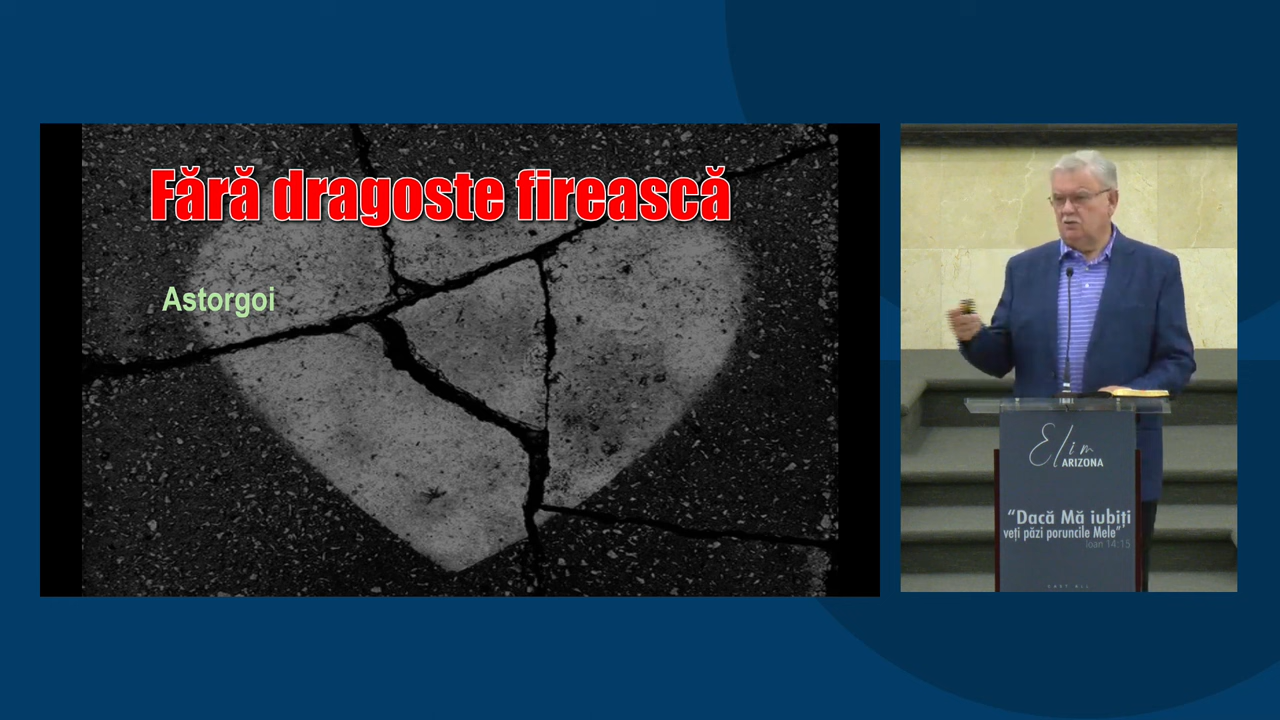 Fără dragoste firească
Astorgoi
Elim
ARIZONA
“Dacă Mă iubiți
veți păzi poruncile Mele”
Ioan 14:15